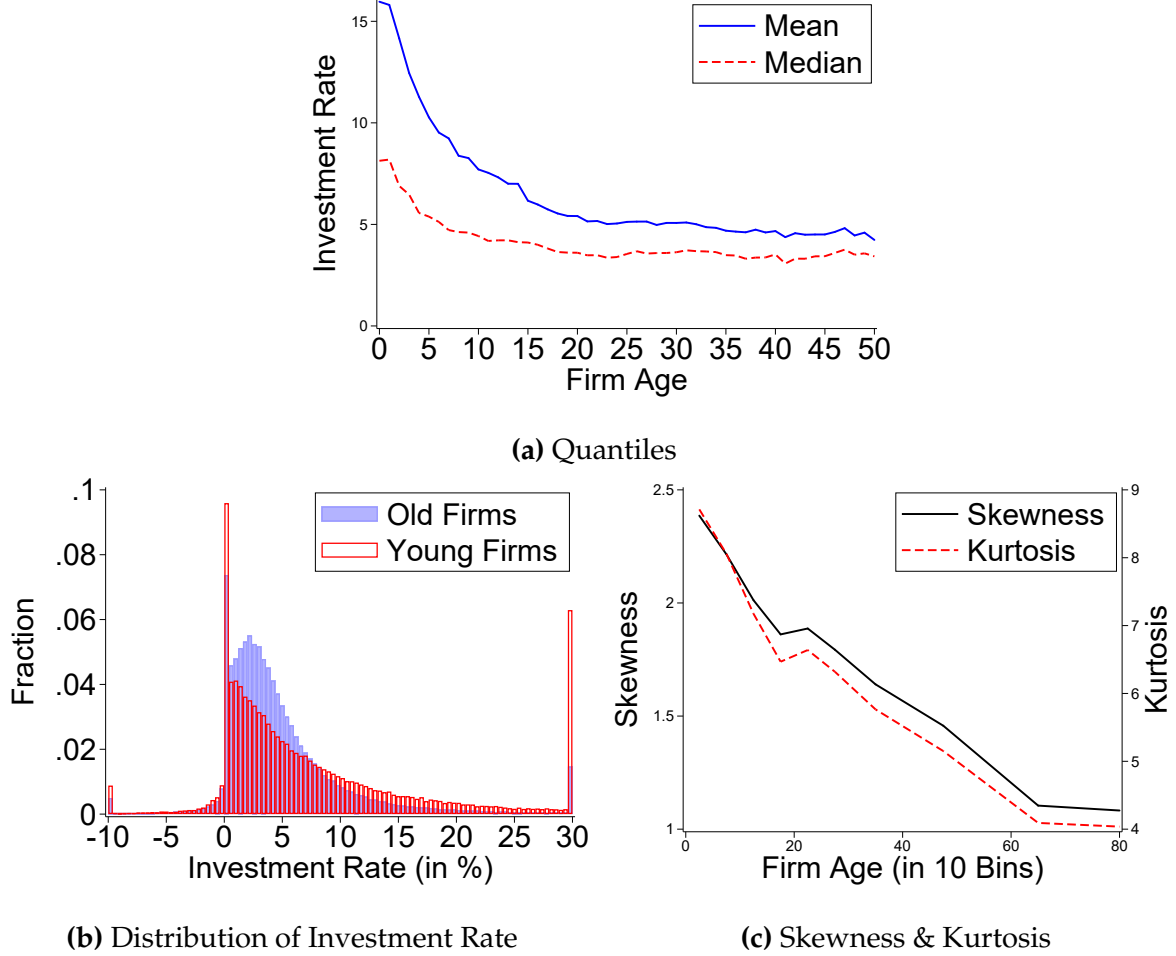 15
10
5
0
Investment Rate
Mean
Median
0 5 10 15 20 25 30 35 40 45 50
Firm Age
(a) Quantiles
.1
.08
.06
.04
.02
0
Fraction
Old Firms
Young Firms
-10 -5 0 5 10 15 20 25 30
Investment Rate (in %)
(b) Distribution of Investment Rate
2.5
2
1.5
1
Skewness
Skewness
Kurtosis
9
8
7
6
5
4
Kurtosis
0 20 40 60 80
Firm Age (in 10 Bins)
(c) Skewness & Kurtosis